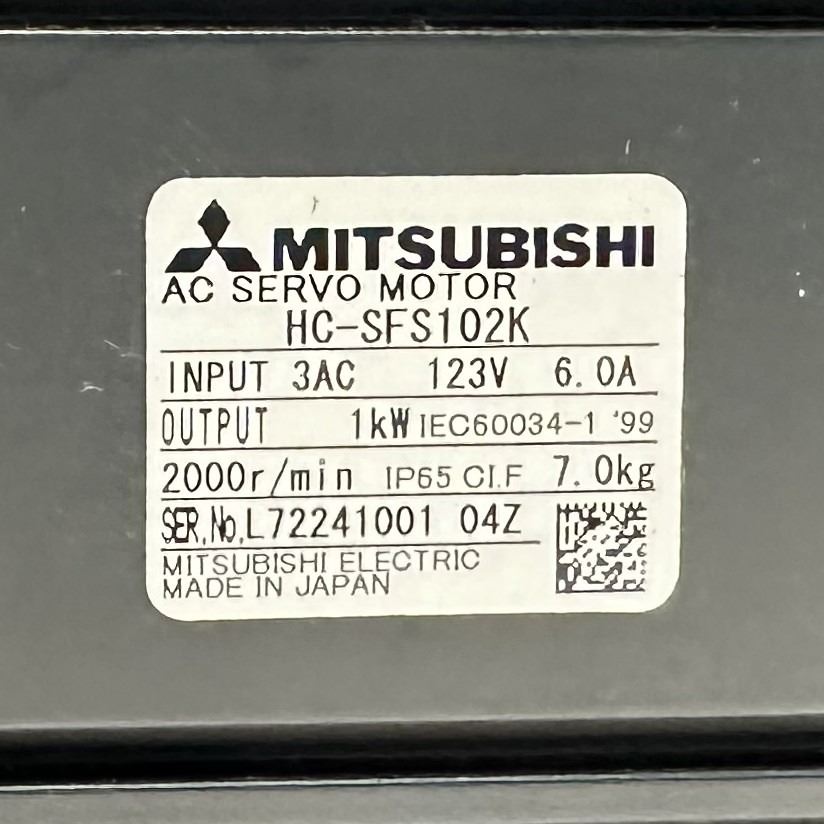 MITSUBISHI
AC SERVO MOTOR
HC-SFS102K
INPUT 3AC 123V 6.0A
OUTPUT 1kW IEC60034-1 '99
2000r/min IP65 CI.F 7.0kg
SER.No.L72241001 04Z
MITSUBISHI ELECTRIC
MADE IN JAPAN